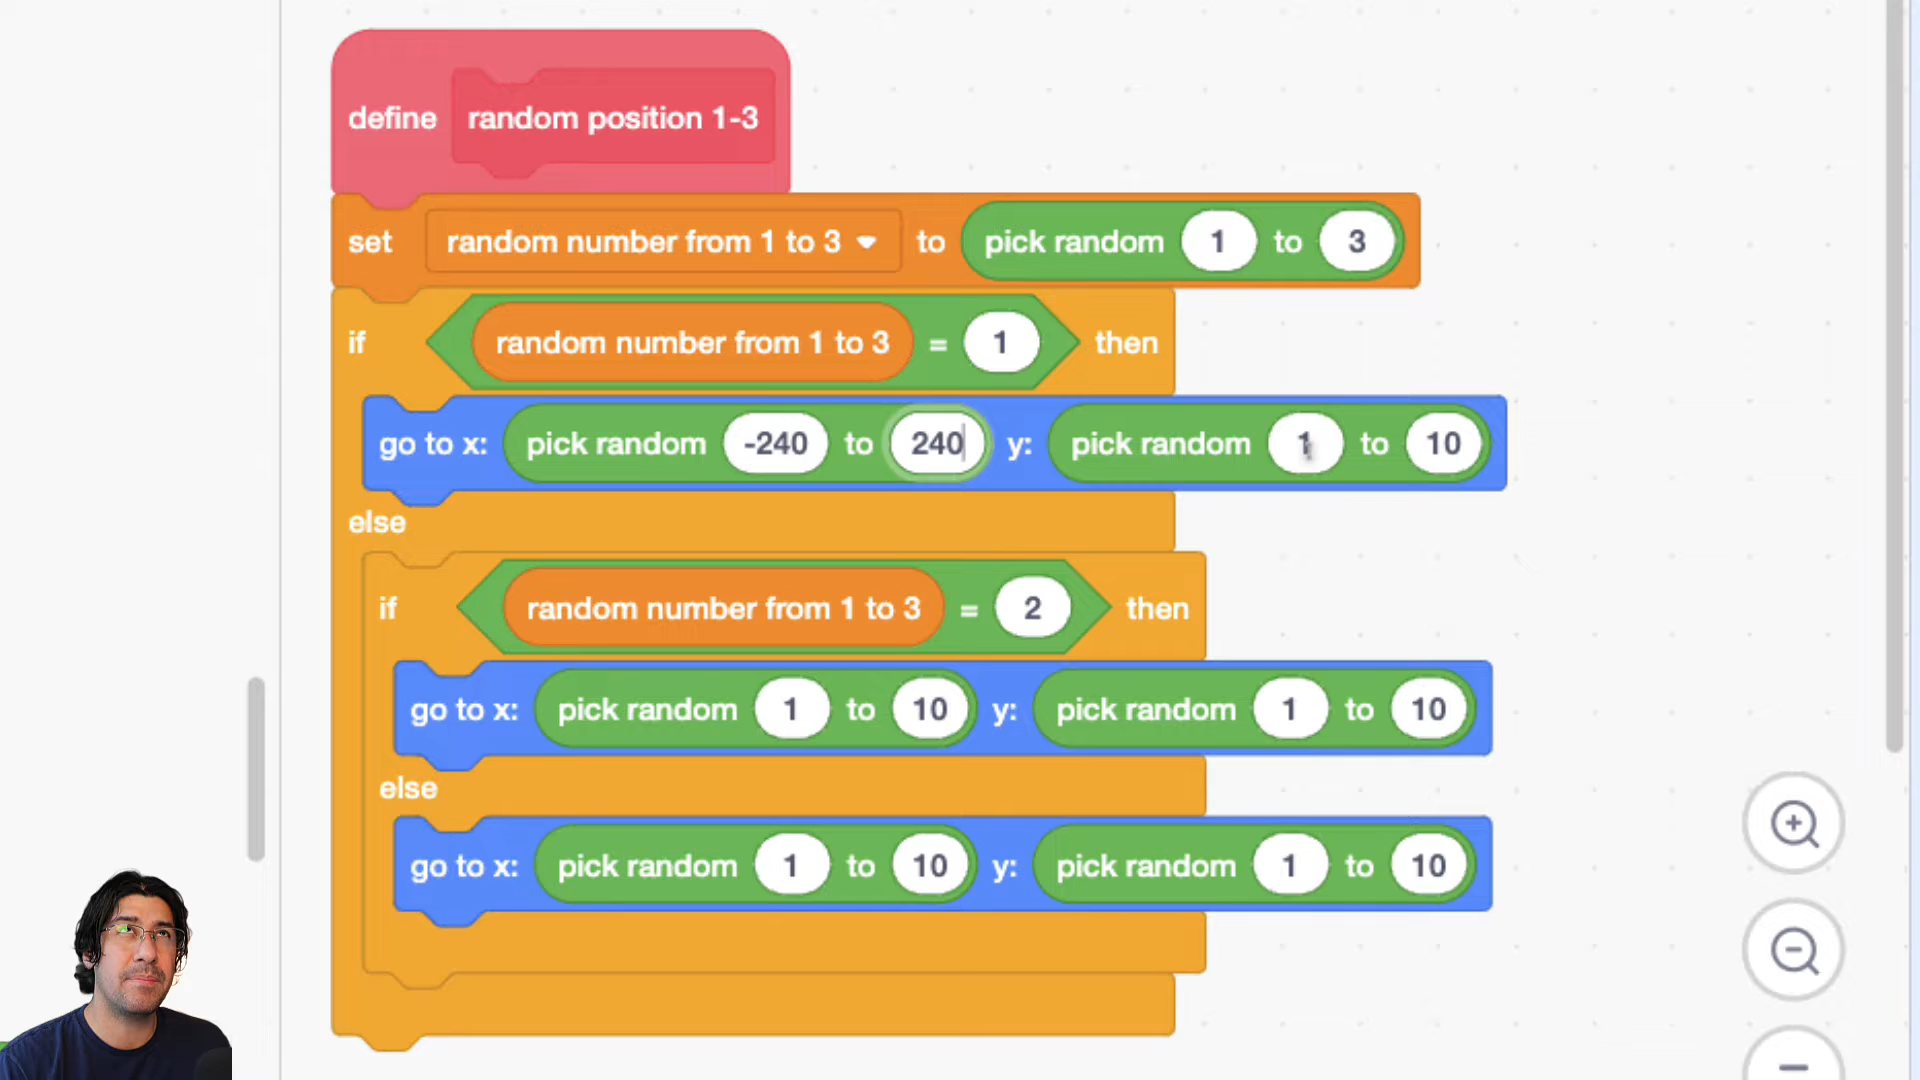 define random position 1-3
set random number from 1 to 3 to pick random 1 to 3
if random number from 1 to 3 = 1 then
go to x: pick random -240 to 240 y: pick random 1 to 10
else
if random number from 1 to 3 = 2 then
go to x: pick random 1 to 10 y: pick random 1 to 10
else
go to x: pick random 1 to 10 y: pick random 1 to 10